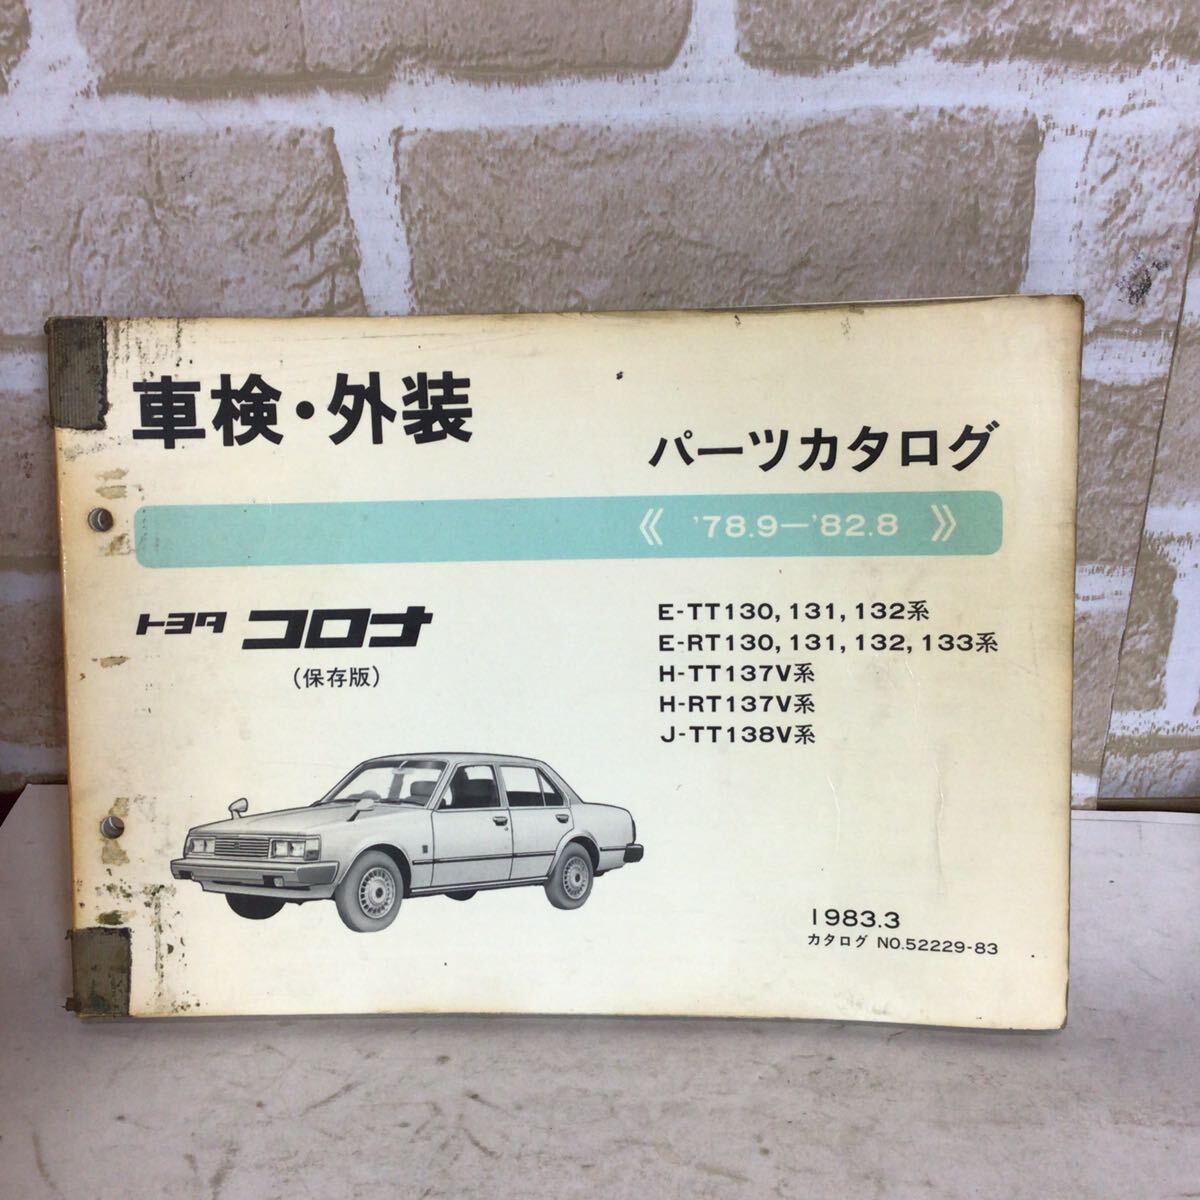 車検・外装
パーツカタログ
《 '78.9—'82.8 》
トヨタ コロナ
(保存版)
E-TT130, 131, 132系
E-RT130, 131, 132, 133系
H-TT137V系
H-RT137V系
J-TT138V系
1983.3
カタログ NO.52229-83